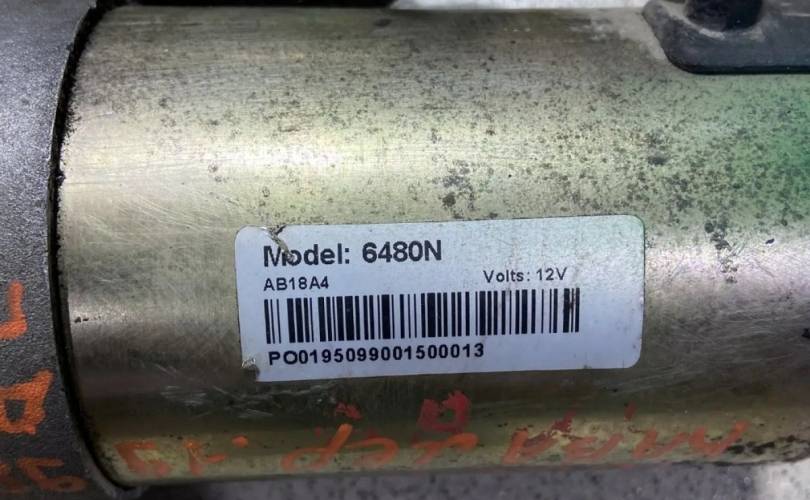 Model: 6480N
AB18A4 Volts: 12V
PO0195099001500013